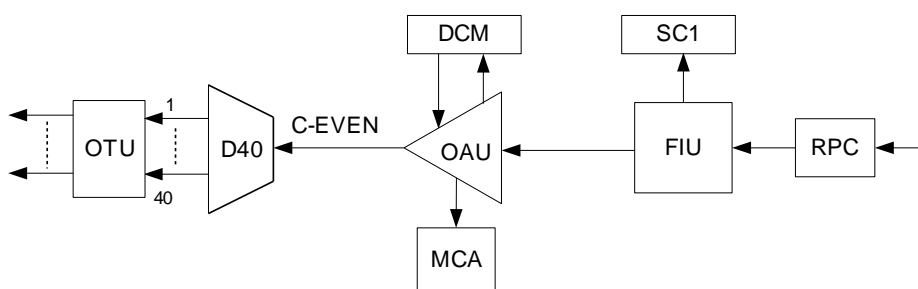 DCM
SC1
1
C-EVEN
OTU
D40
OAU
FIU
RPC
40
MCA